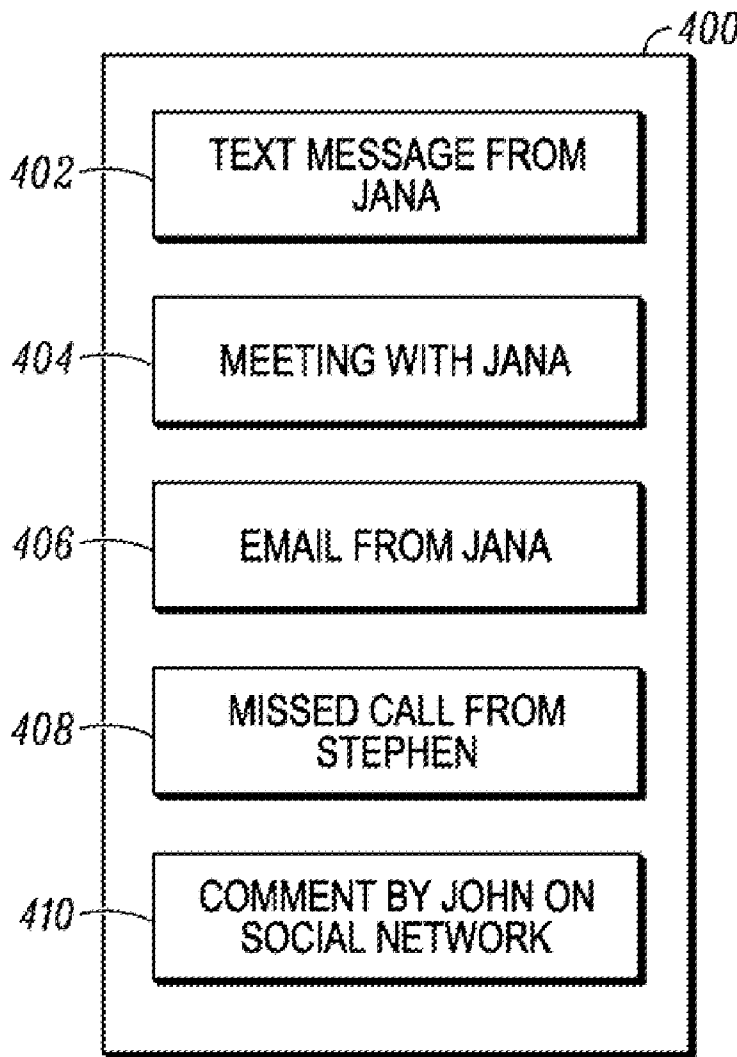 400
402
TEXT MESSAGE FROM
JANA
404
MEETING WITH JANA
406
EMAIL FROM JANA
408
MISSED CALL FROM
STEPHEN
410
COMMENT BY JOHN ON
SOCIAL NETWORK